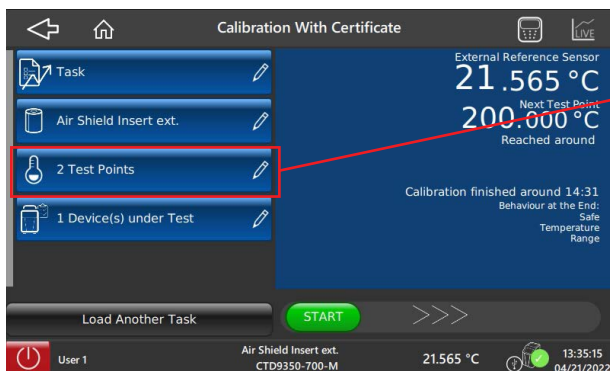 Calibration With Certificate
LIVE
Task
Air Shield Insert ext.
2 Test Points
1 Device(s) under Test
External Reference Sensor
21.565 °C
Next Test Point
200.000 °C
Reached around
Calibration finished around 14:31
Behaviour at the End:
Safe
Temperature
Range
Load Another Task
START
>>>
User 1
Air Shield Insert ext.
CTD9350-700-M
21.565 °C
13:35:15
04/21/2022